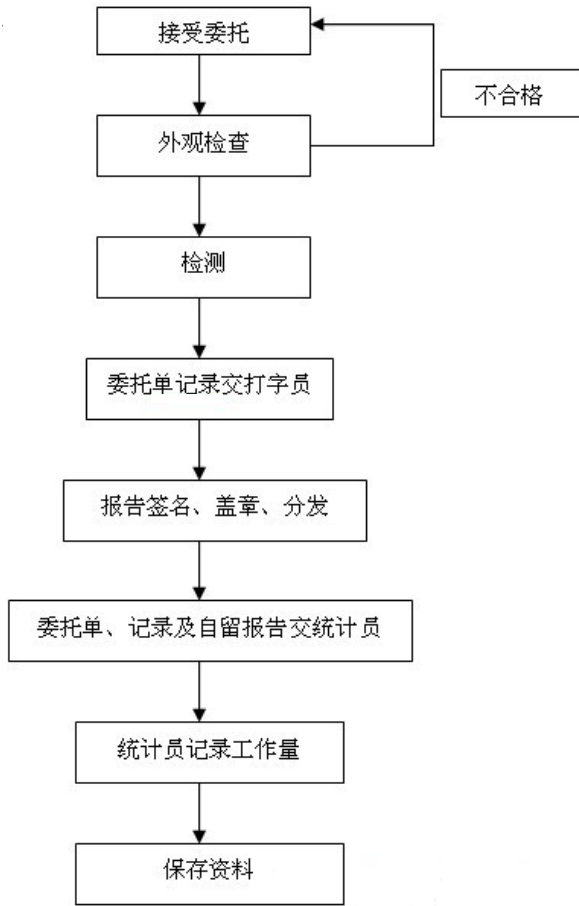 接受委托
不合格
外观检查
检测
委托单记录交打字员
报告签名、盖章、分发
委托单、记录及自留报告交统计员
统计员记录工作量
保存资料